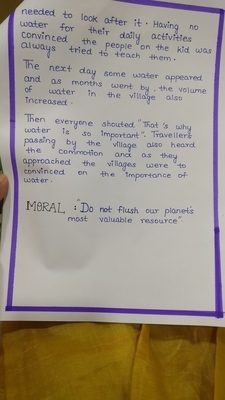 needed to look after it. Having no
water for their daily activities
convinced the people on the kid was
always tried to teach them.
The next day some water appeared
and as months went by, the volume
of water in the village also
increased.
Then everyone shouted "That's why
water is so important". Travellers
passing by the village also heard
the commotion and as they
approached the villages were to
convinced on the importance of
water.
MORAL : "Do not flush our planet's
most valuable resource"